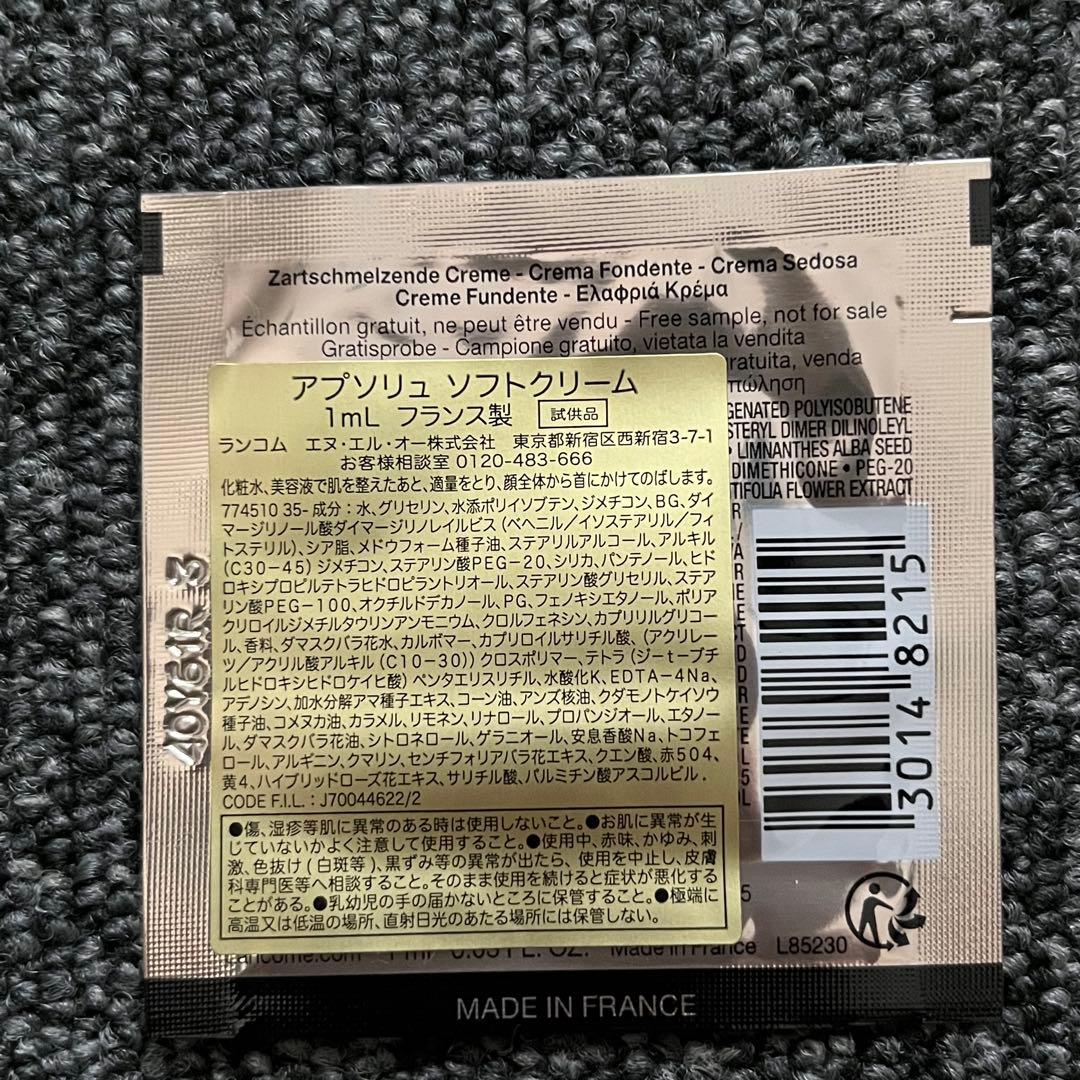 Zartschmelzende Creme - Crema Fondente - Crema Sedosa
Creme Fundente - Ελαφριά Κρέμα
Échantillon gratuit, ne peut être vendu - Free sample, not for sale
Gratisprobe - Campione gratuito, vietata la vendita
gratuita, venda
πώληση
アプソリュ ソフトクリーム
1mL フランス製 試供品
ランコム エヌ・エル・オー株式会社 東京都新宿区西新宿3-7-1
お客様相談室 0120-483-666
化粧水、美容液で肌を整えたあと、適量をとり、顔全体から首にかけてのばします。
774510 35- 成分：水、グリセリン、水添ポリイソブテン、ジメチコン、BG、ダイ
マージリノール酸ダイマージリノレイルビス（ベヘニル／イソステアリル／フィ
トステリル）、シア脂、メドウフォーム種子油、ステアリルアルコール、アルキル
（C30－45）ジメチコン、ステアリン酸PEG－20、シリカ、パンテノール、ヒド
ロキシプロピルテトラヒドロピラントリオール、ステアリン酸グリセリル、ステア
リン酸PEG－100、オクチルドデカノール、PG、フェノキシエタノール、ポリア
クリロイルジメチルタウリンアンモニウム、クロルフェネシン、カプリリルグリコー
ル、香料、ダマスクバラ花水、カルボマー、カプリロイルサリチル酸、（アクリレー
ツ／アクリル酸アルキル（C10－30））クロスポリマー、テトラ（ジーtーブチ
ルヒドロキシヒドロケイヒ酸）ペンタエリスリチル、水酸化K、EDTA－4Na、
アデノシン、加水分解アマ種子エキス、コーン油、アンズ核油、クダモノトケイソウ
種子油、コメヌカ油、カラメル、リモネン、リナロール、プロパンジオール、エタノー
ル、ダマスクバラ花油、シトロネロール、ゲラニオール、安息香酸Na、トコフェ
ロール、アルギニン、クマリン、センチフォリアバラ花エキス、クエン酸、赤504、
黄4、ハイブリッドローズ花エキス、サリチル酸、パルミチン酸アスコルビル．
CODE F.I.L. : J70044622/2
●傷、湿疹等肌に異常のある時は使用しないこと。●お肌に異常が生
じていないかよく注意して使用すること。●使用中、赤味、かゆみ、刺
激、色抜け（白斑等）、黒ずみ等の異常が出たら、使用を中止し、皮膚
科専門医等へ相談すること。そのまま使用を続けると症状が悪化する
ことがある。●乳幼児の手の届かないところに保管すること。●極端に
高温又は低温の場所、直射日光のあたる場所には保管しない。
GENATED POLYISOBUTENE
STERYL DIMER DILINOLEYL
• LIMNANTHES ALBA SEED
DIMETHICONE • PEG-20
TIFOLIA FLOWER EXTRACT
30148215
40Y61R 3
Made in France L85230
MADE IN FRANCE